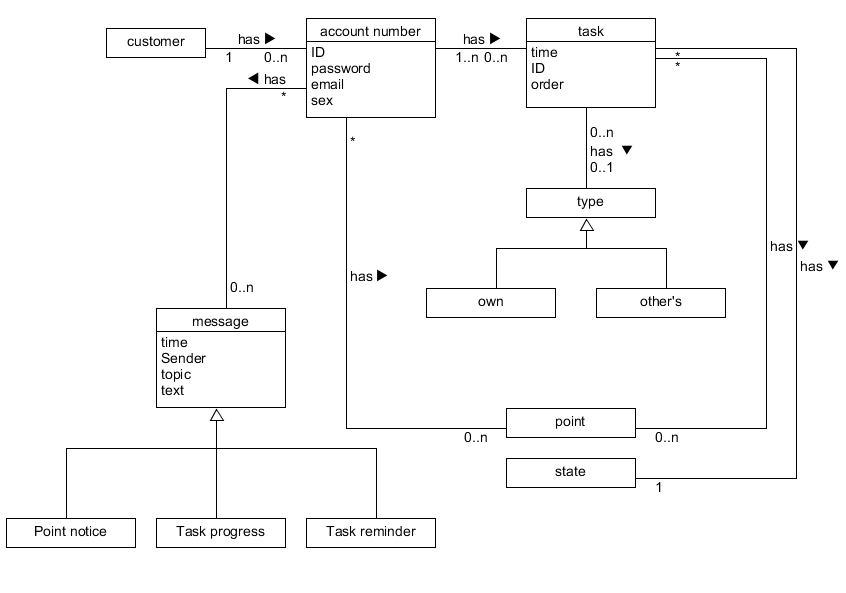 customer
has ▶
1
0..n
account number
ID
password
email
sex
has ▶
1..n 0..n
task
time
ID
order
*
*
◀ has
*
*
0..n
has ▼
0..1
type
own
other's
has ▼
has ▼
has ▶
0..n
message
time
Sender
topic
text
point
0..n
0..n
state
1
Point notice
Task progress
Task reminder